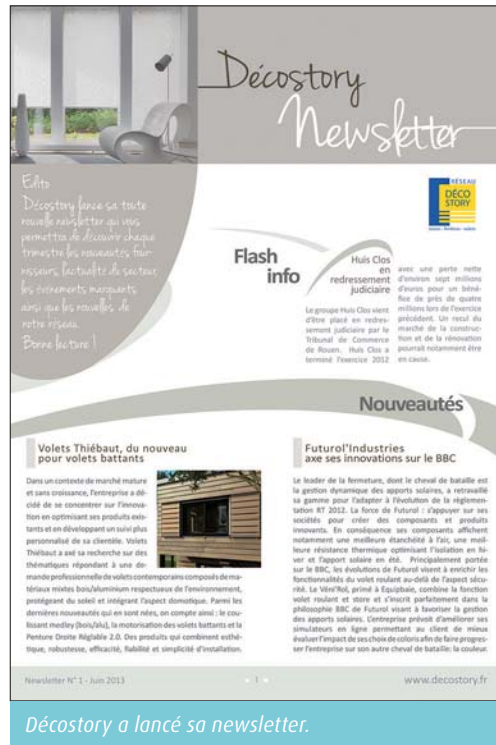 Décostory
Newsletter
Edito
Décostory lance sa toute
nouvelle newsletter qui vous
permettra de découvrir chaque
trimestre les nouveautés four-
nisseurs, l'actualité du secteur,
les événements marquants
ainsi que les nouvelles de
notre réseau.
Bonne lecture !
RÉSEAU
DÉCO
STORY
Flash
info
Huis Clos
en
redressement
judiciaire
Le groupe Huis Clos vient
d'être placé en redres-
sement judiciaire par le
Tribunal de Commerce
de Rouen. Huis Clos a
terminé l'exercice 2012
avec une perte nette
d'environ sept millions
d'euros pour un béné-
fice de près de quatre
millions lors de l'exercice
précédent. Un recul du
marché de la construc-
tion et de la rénovation
pourrait notamment être
en cause.
Nouveautés
Volets Thiébaut, du nouveau
pour volets battants
Dans un contexte de marché mature
et sans croissance, l'entreprise a dé-
cidé de se concentrer sur l'innova-
tion en optimisant ses produits exis-
tants et en développant un suivi plus
personnalisé de sa clientèle. Volets
Thiébaut a axé sa recherche sur des
thématiques répondant à une de-
mande professionnelle de volets contemporains composés de ma-
tériaux mixtes bois/aluminium respectueux de l'environnement,
protégeant du soleil et intégrant l'aspect domotique. Parmi les
dernières nouveautés qui en sont nées, on compte ainsi : le cou-
lissant medley (bois/alu), la motorisation des volets battants et la
Penture Droite Réglable 2.0. Des produits qui combinent esthé-
tique, robustesse, efficacité, fiabilité et simplicité d'installation.
Futurol'Industries
axe ses innovations sur le BBC
Le leader de la fermeture, dont le cheval de bataille est
la gestion dynamique des apports solaires, a retravaillé
sa gamme pour s'adapter à l'évolution de la réglemen-
tation RT 2012. La force de Futurol : s'appuyer sur ses
sociétés pour créer des composants et produits
innovants. En conséquence ses composants affichent
notamment une meilleure étanchéité à l'air, une meil-
leure résistance thermique optimisant l'isolation en hi-
ver et l'apport solaire en été. Principalement portée
sur le BBC, les évolutions de Futurol visent à enrichir les
fonctionnalités du volet roulant au-delà de l'aspect sécu-
rité. Le Véni'Rol, primé à Equipbaie, combine la fonction
volet roulant et store et s'inscrit parfaitement dans la
philosophie BBC de Futurol visant à favoriser la gestion
des apports solaires. L'entreprise prévoit d'améliorer ses
simulateurs en ligne permettant au client de mieux
évaluer l'impact de ses choix de coloris afin de faire progres-
ser l'entreprise sur son autre cheval de bataille: la couleur.
Newsletter N° 1 - Juin 2013
1
www.decostory.fr
Décostory a lancé sa newsletter.